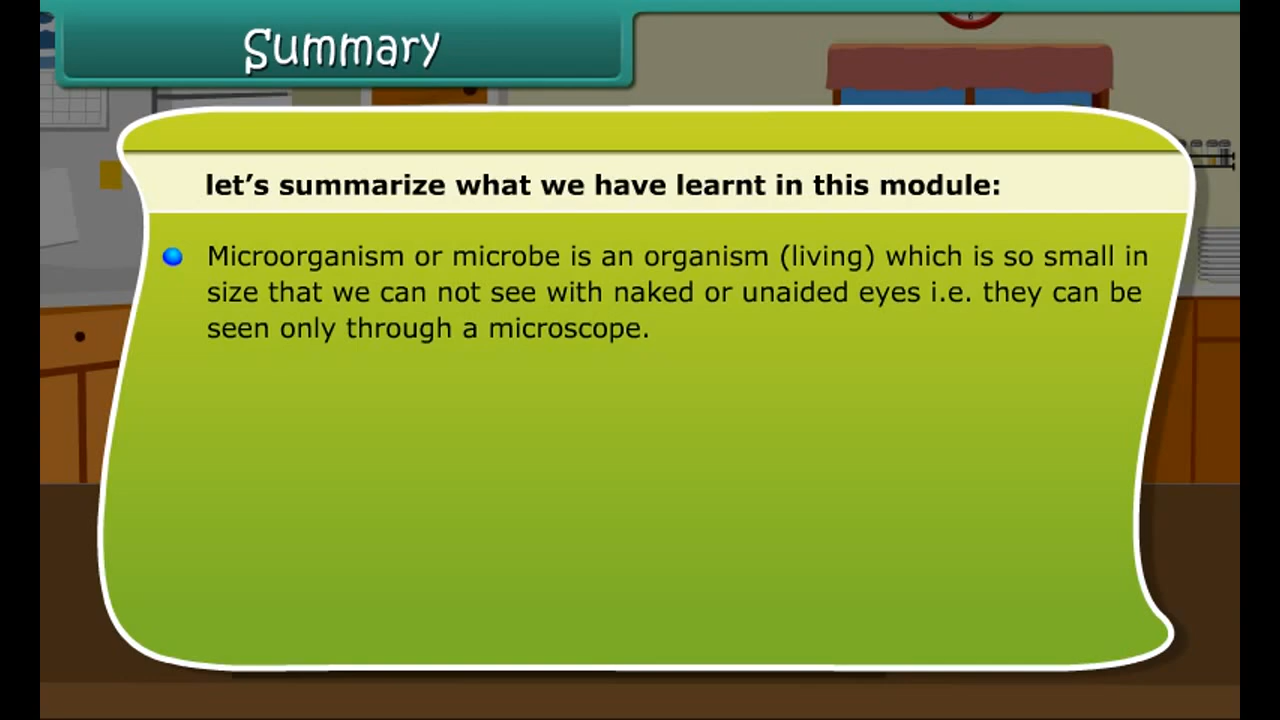 Summary
let's summarize what we have learnt in this module:
Microorganism or microbe is an organism (living) which is so small in
size that we can not see with naked or unaided eyes i.e. they can be
seen only through a microscope.